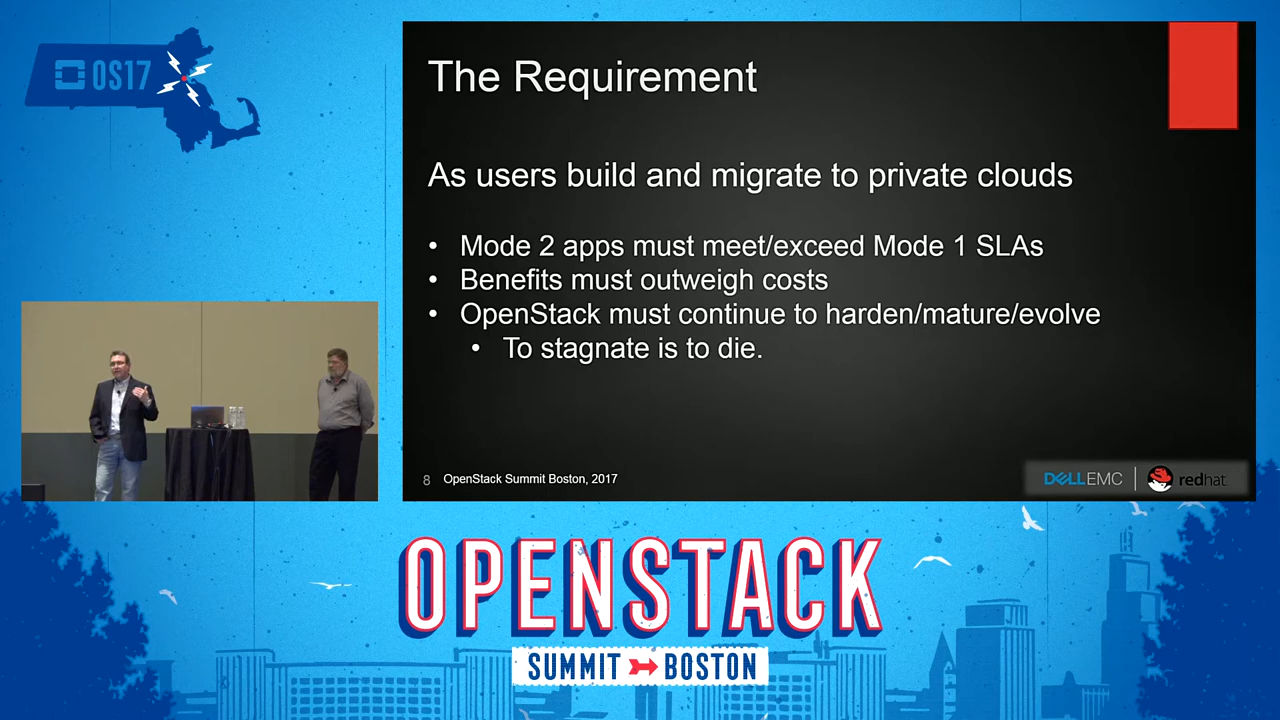 OS17
The Requirement
As users build and migrate to private clouds
• Mode 2 apps must meet/exceed Mode 1 SLAs
• Benefits must outweigh costs
• OpenStack must continue to harden/mature/evolve
• To stagnate is to die.
8 OpenStack Summit Boston, 2017
DELLEMC redhat.
OPENSTACK
SUMMIT BOSTON